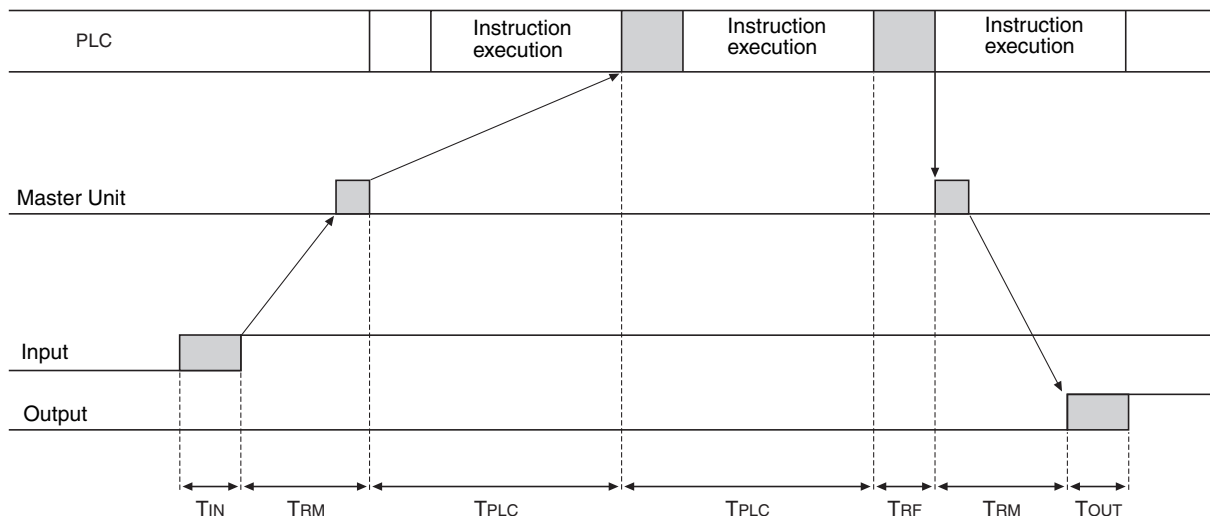 PLC
Instruction
execution
Instruction
execution
Instruction
execution
Master Unit
Input
Output
TIN
TRM
TPLC
TPLC
TRF
TRM
TOUT